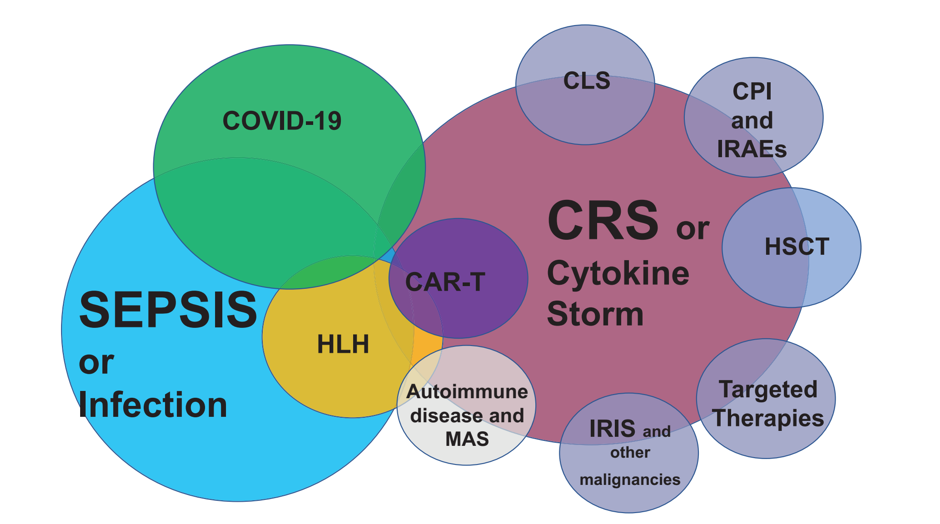 COVID-19
CLS
CPI
and
IRAEs
CRS or
Cytokine
Storm
HSCT
CAR-T
SEPSIS
or
Infection
HLH
Autoimmune
disease and
MAS
Targeted
Therapies
IRIS and
other
malignancies